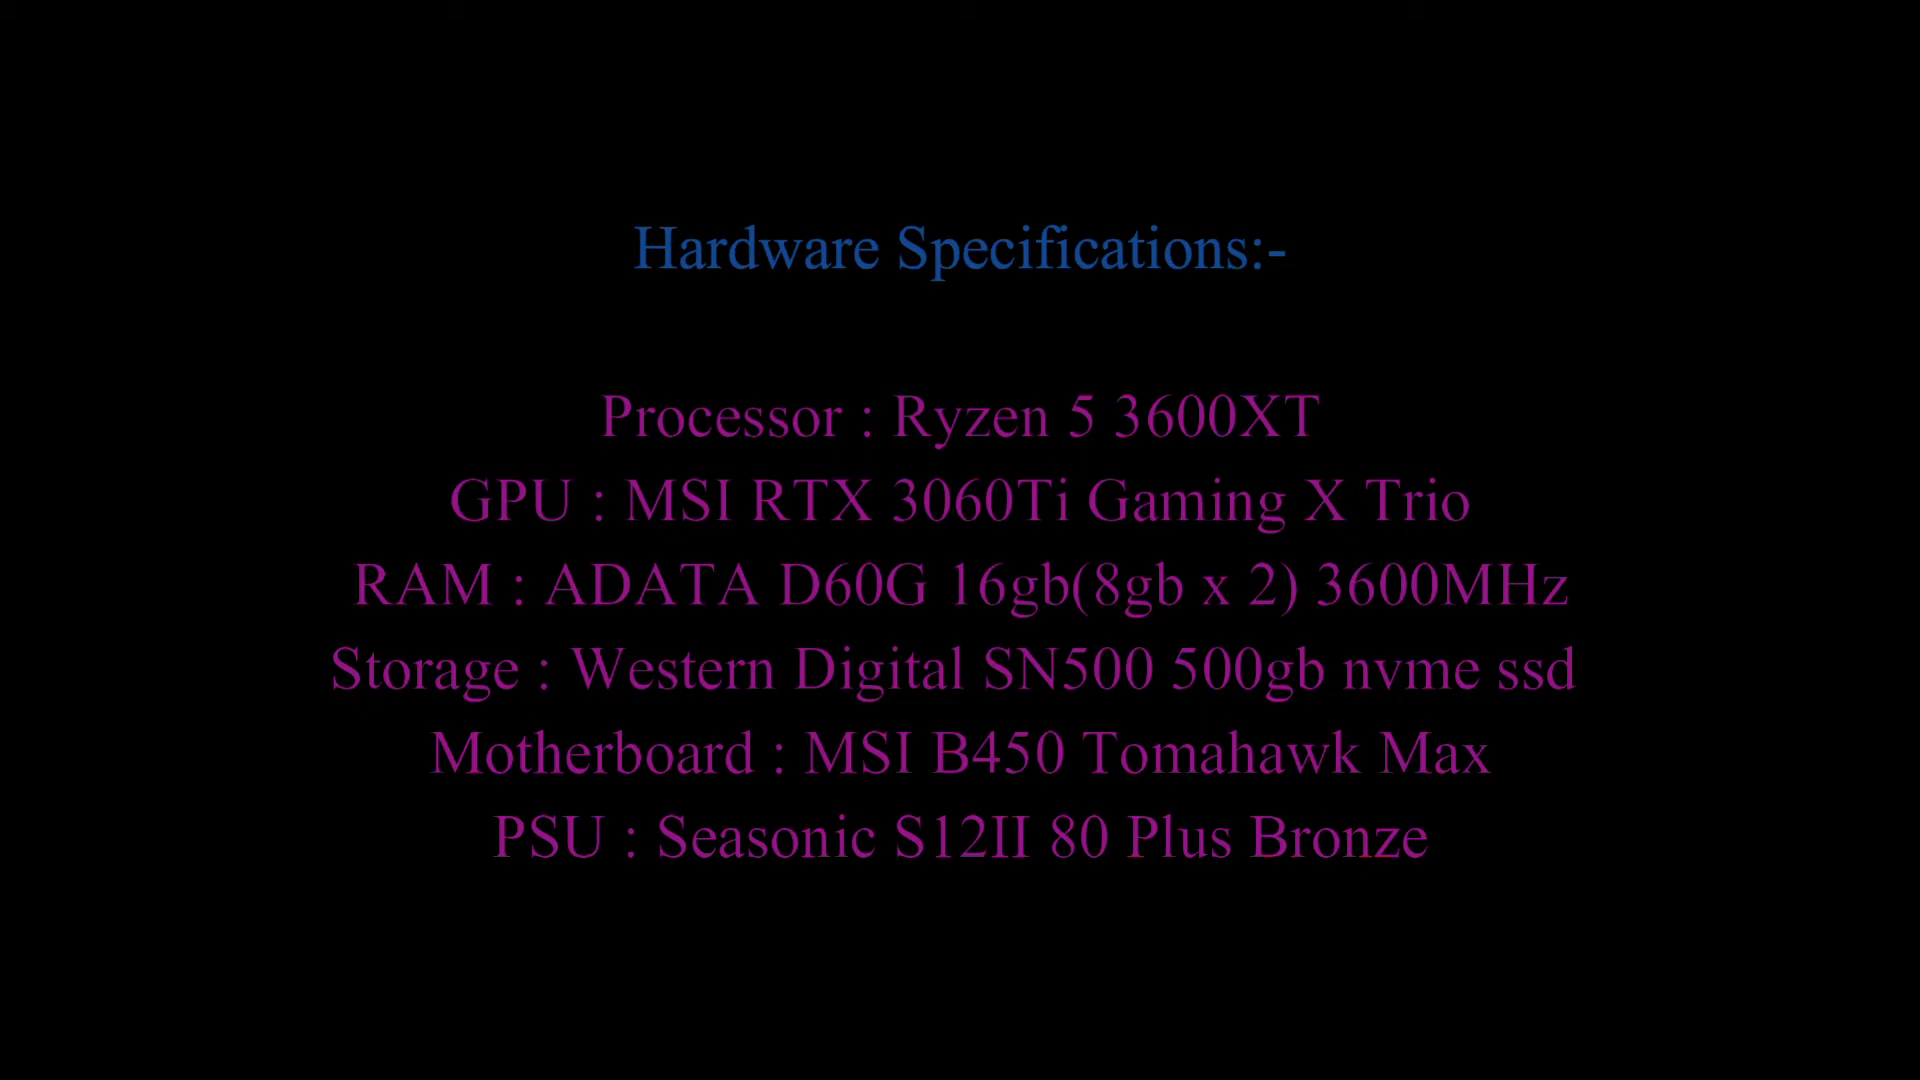 Hardware Specifications:-
Processor : Ryzen 5 3600XT
GPU : MSI RTX 3060Ti Gaming X Trio
RAM : ADATA D60G 16gb(8gb x 2) 3600MHz
Storage : Western Digital SN500 500gb nvme ssd
Motherboard : MSI B450 Tomahawk Max
PSU : Seasonic S12II 80 Plus Bronze